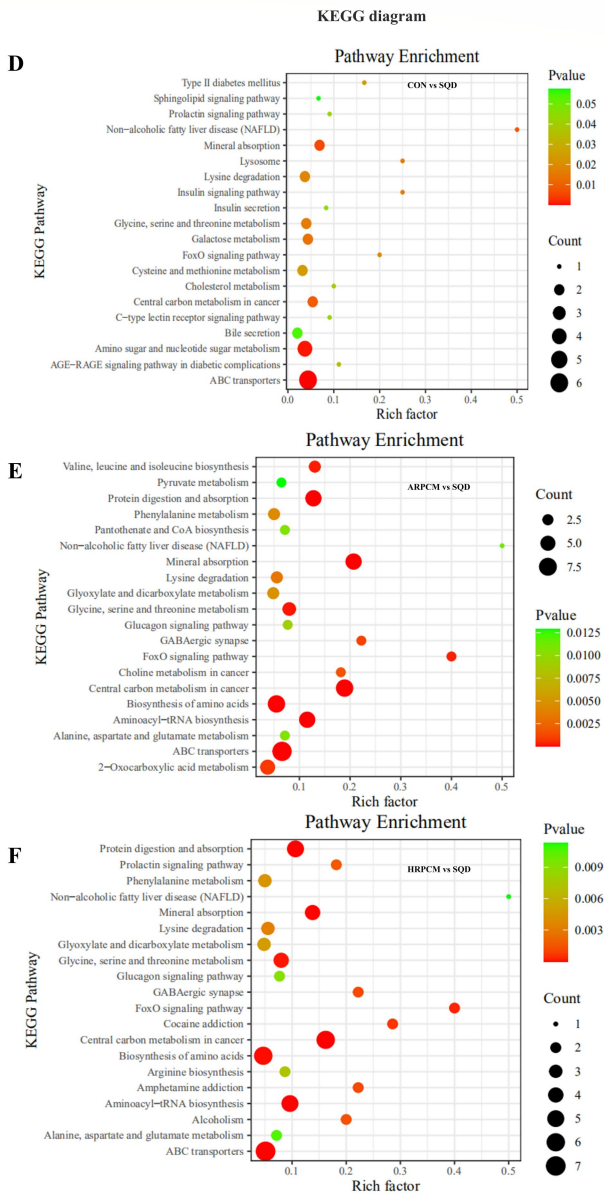 KEGG diagram
D
Pathway Enrichment
CON vs SQD
KEGG Pathway
Type II diabetes mellitus
Sphingolipid signaling pathway
Prolactin signaling pathway
Non−alcoholic fatty liver disease (NAFLD)
Mineral absorption
Lysosome
Lysine degradation
Insulin signaling pathway
Insulin secretion
Glycine, serine and threonine metabolism
Galactose metabolism
FoxO signaling pathway
Cysteine and methionine metabolism
Cholesterol metabolism
Central carbon metabolism in cancer
C−type lectin receptor signaling pathway
Bile secretion
Amino sugar and nucleotide sugar metabolism
AGE−RAGE signaling pathway in diabetic complications
ABC transporters
0.0 0.1 0.2 0.3 0.4 0.5
Rich factor
Pvalue
0.05
0.04
0.03
0.02
0.01
Count
1
2
3
4
5
6
E
Pathway Enrichment
ARPCM vs SQD
KEGG Pathway
Valine, leucine and isoleucine biosynthesis
Pyruvate metabolism
Protein digestion and absorption
Phenylalanine metabolism
Pantothenate and CoA biosynthesis
Non−alcoholic fatty liver disease (NAFLD)
Mineral absorption
Lysine degradation
Glyoxylate and dicarboxylate metabolism
Glycine, serine and threonine metabolism
Glucagon signaling pathway
GABAergic synapse
FoxO signaling pathway
Choline metabolism in cancer
Central carbon metabolism in cancer
Biosynthesis of amino acids
Aminoacyl−tRNA biosynthesis
Alanine, aspartate and glutamate metabolism
ABC transporters
2−Oxocarboxylic acid metabolism
0.1 0.2 0.3 0.4 0.5
Rich factor
Count
2.5
5.0
7.5
Pvalue
0.0125
0.0100
0.0075
0.0050
0.0025
F
Pathway Enrichment
HRPCM vs SQD
KEGG Pathway
Protein digestion and absorption
Prolactin signaling pathway
Phenylalanine metabolism
Non−alcoholic fatty liver disease (NAFLD)
Mineral absorption
Lysine degradation
Glyoxylate and dicarboxylate metabolism
Glycine, serine and threonine metabolism
Glucagon signaling pathway
GABAergic synapse
FoxO signaling pathway
Cocaine addiction
Central carbon metabolism in cancer
Biosynthesis of amino acids
Arginine biosynthesis
Amphetamine addiction
Aminoacyl−tRNA biosynthesis
Alcoholism
Alanine, aspartate and glutamate metabolism
ABC transporters
0.1 0.2 0.3 0.4 0.5
Rich factor
Pvalue
0.009
0.006
0.003
Count
1
2
3
4
5
6
7